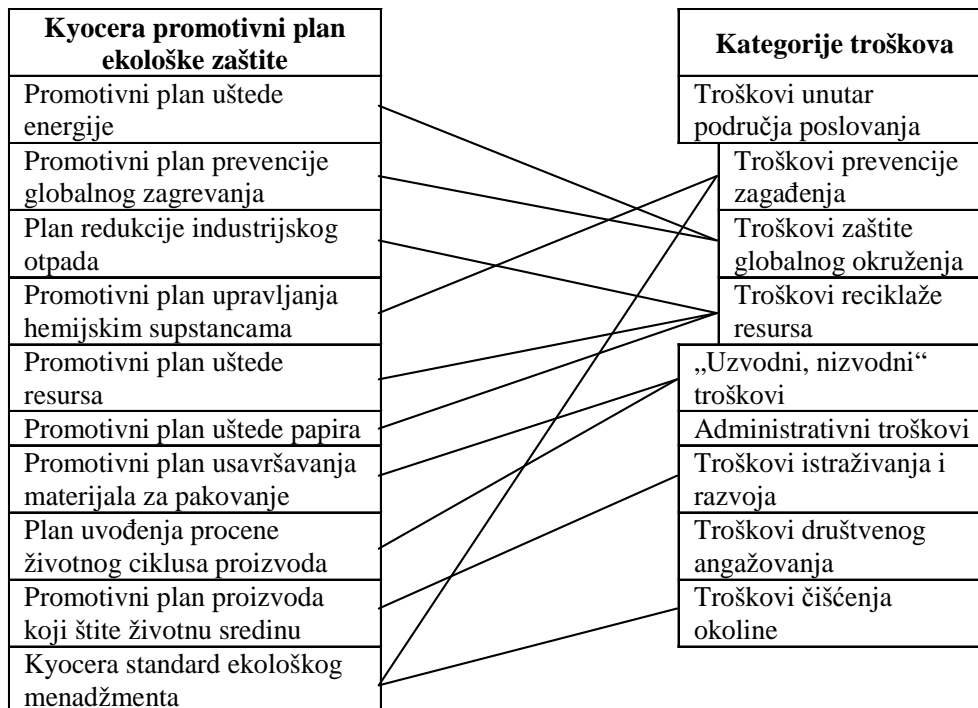 Kyocera promotivni plan
ekološke zaštite
Promotivni plan uštede
energije
Promotivni plan prevencije
globalnog zagrevanja
Plan redukcije industrijskog
otpada
Promotivni plan upravljanja
hemijskim supstancama
Promotivni plan uštede
resursa
Promotivni plan uštede papira
Promotivni plan usavršavanja
materijala za pakovanje
Plan uvođenja procene
životnog ciklusa proizvoda
Promotivni plan proizvoda
koji štite životnu sredinu
Kyocera standard ekološkog
menadžmenta
Kategorije troškova
Troškovi unutar
područja poslovanja
Troškovi prevencije
zagađenja
Troškovi zaštite
globalnog okruženja
Troškovi reciklaže
resursa
„Uzvodni, nizvodni“
troškovi
Administrativni troškovi
Troškovi istraživanja i
razvoja
Troškovi društvenog
angažovanja
Troškovi čišćenja
okoline